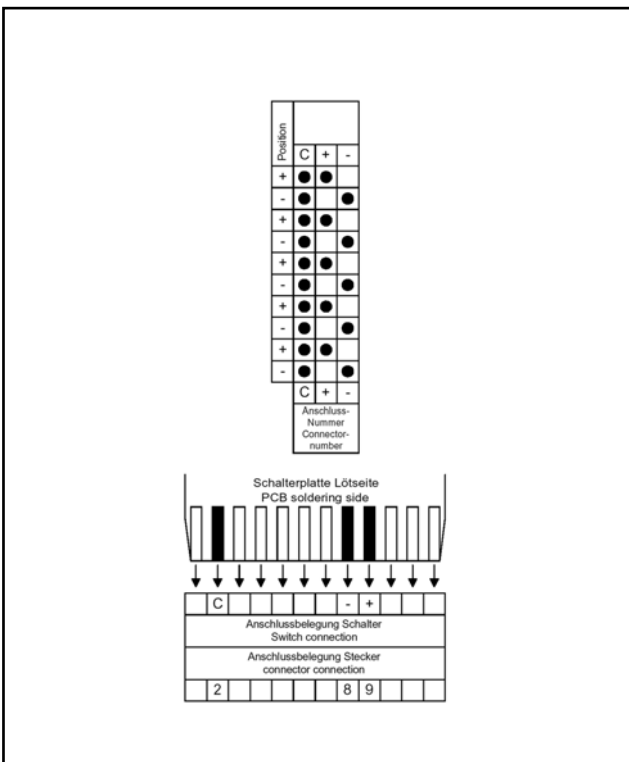 Position
C + -
+ ● ●
- ● ●
+ ● ●
- ● ●
+ ● ●
- ● ●
+ ● ●
- ● ●
+ ● ●
- ● ●
C + -
Anschluss-
Nummer
Connector-
number
Schalterplatte Lötseite
PCB soldering side
C - +
Anschlussbelegung Schalter
Switch connection
Anschlussbelegung Stecker
connector connection
2 8 9